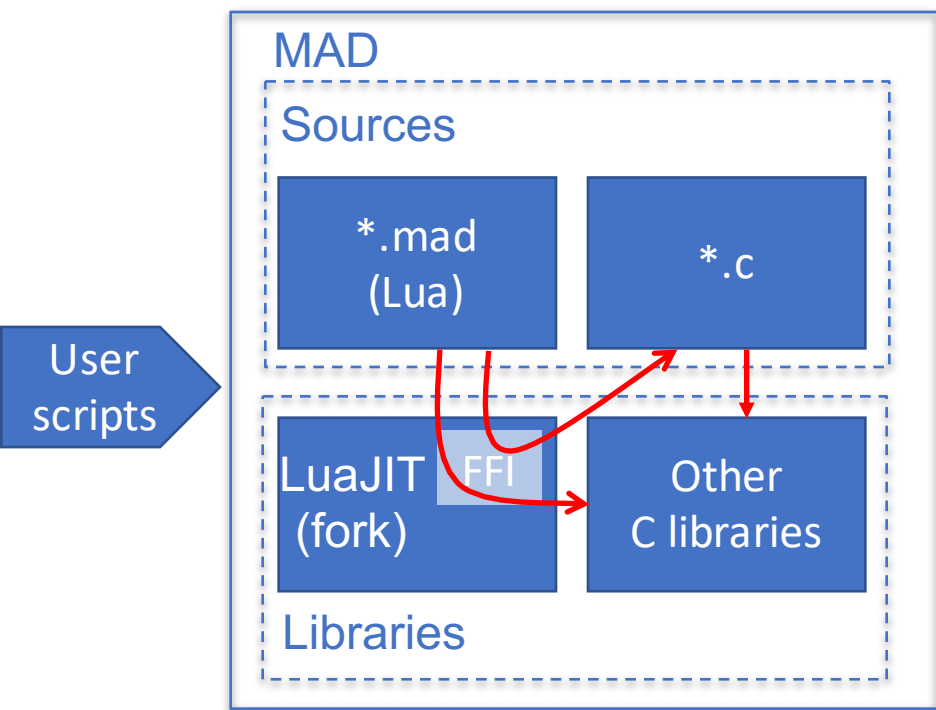 MAD
Sources
*.mad
(Lua)
*.c
User
scripts
LuaJIT
(fork)
FFI
Other
C libraries
Libraries